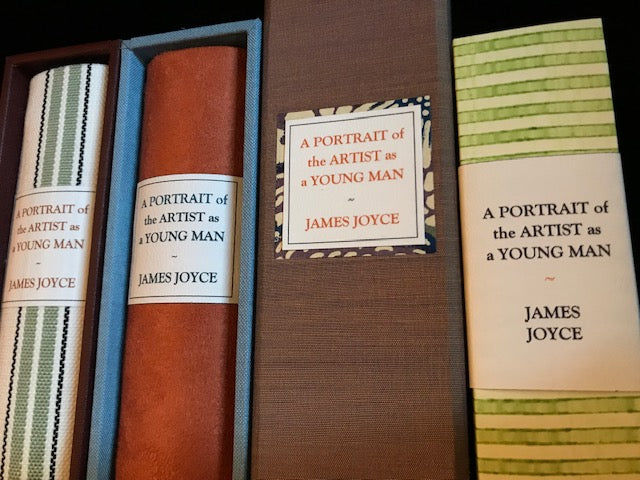 A PORTRAIT of
the ARTIST as
a YOUNG MAN
~
JAMES JOYCE
A PORTRAIT of
the ARTIST as
a YOUNG MAN
~
JAMES JOYCE
A PORTRAIT of
the ARTIST as
a YOUNG MAN
~
JAMES JOYCE
A PORTRAIT of
the ARTIST as
a YOUNG MAN
~
JAMES
JOYCE